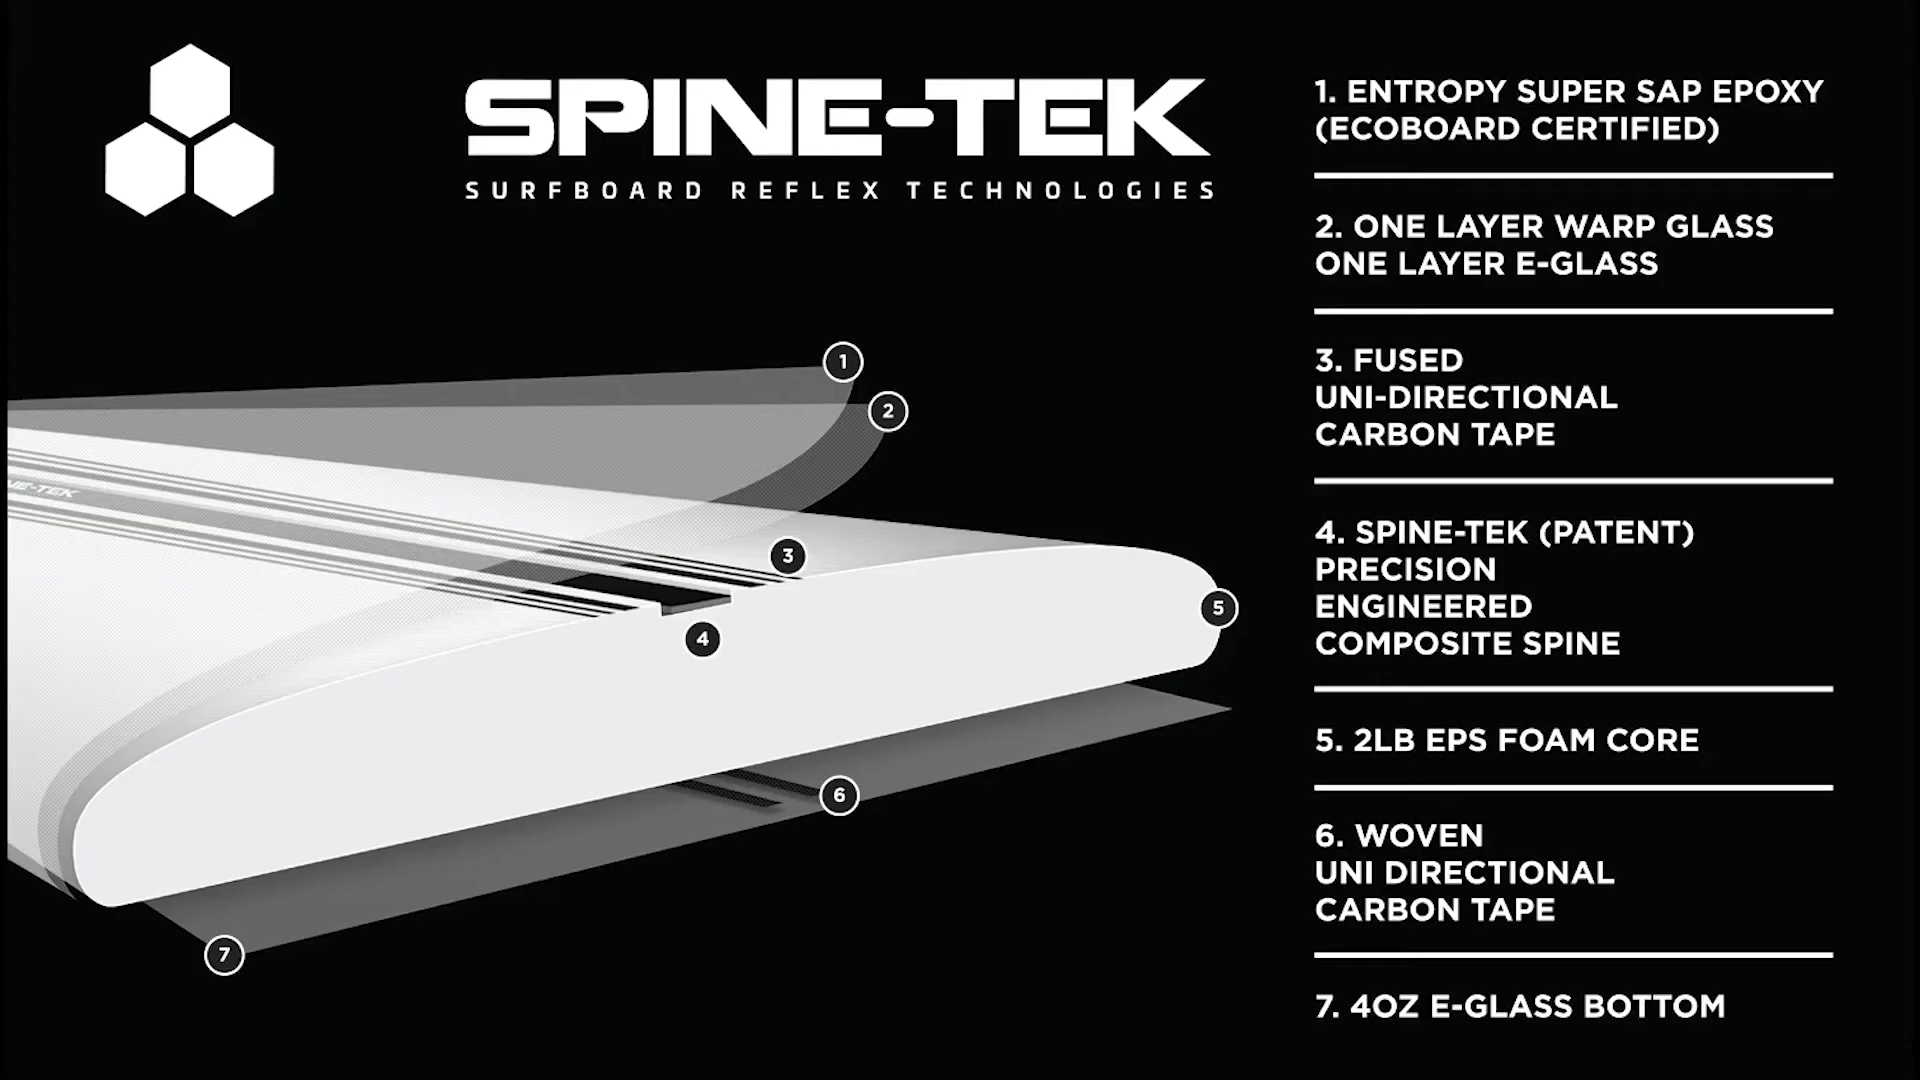 SPINE-TEK
SURFBOARD REFLEX TECHNOLOGIES
1. ENTROPY SUPER SAP EPOXY
(ECOBOARD CERTIFIED)
2. ONE LAYER WARP GLASS
ONE LAYER E-GLASS
3. FUSED
UNI-DIRECTIONAL
CARBON TAPE
4. SPINE-TEK (PATENT)
PRECISION
ENGINEERED
COMPOSITE SPINE
5. 2LB EPS FOAM CORE
6. WOVEN
UNI DIRECTIONAL
CARBON TAPE
7. 4OZ E-GLASS BOTTOM
1
2
NE-TEK
3
5
4
6
7